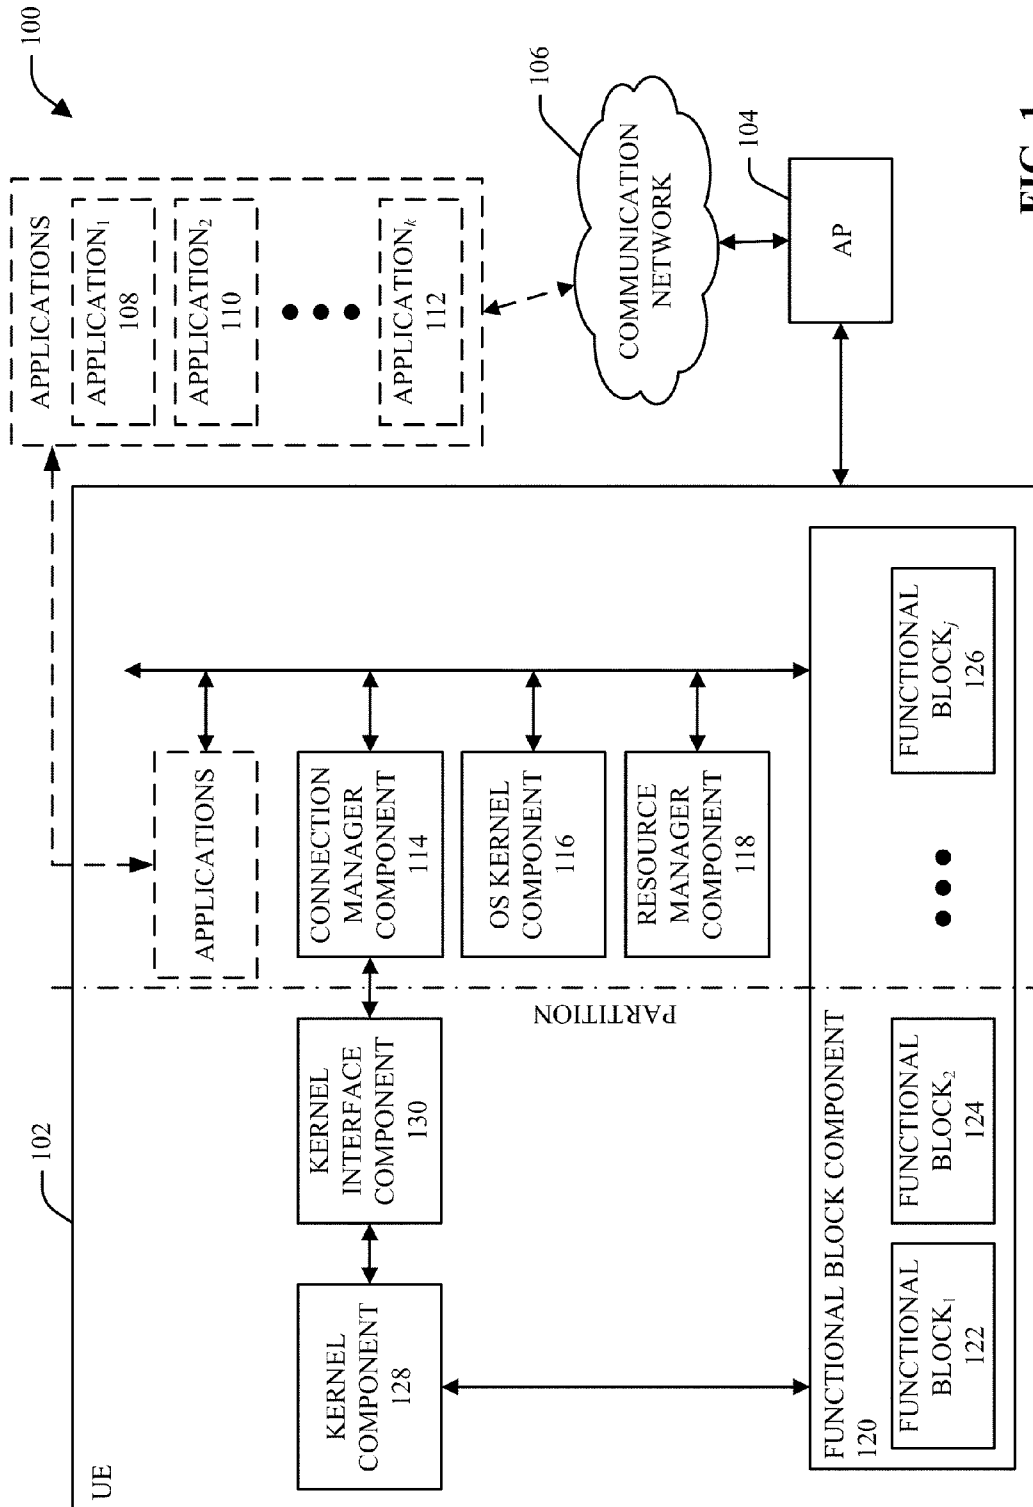 100
APPLICATIONS
APPLICATION1
108
APPLICATION2
110
APPLICATIONk
112
106
COMMUNICATION
NETWORK
104
AP
102
UE
APPLICATIONS
KERNEL
COMPONENT
128
KERNEL
INTERFACE
COMPONENT
130
CONNECTION
MANAGER
COMPONENT
114
OS KERNEL
COMPONENT
116
RESOURCE
MANAGER
COMPONENT
118
PARTITION
FUNCTIONAL BLOCK COMPONENT
120
FUNCTIONAL
BLOCK1
122
FUNCTIONAL
BLOCK2
124
FUNCTIONAL
BLOCKj
126
FIG. 1